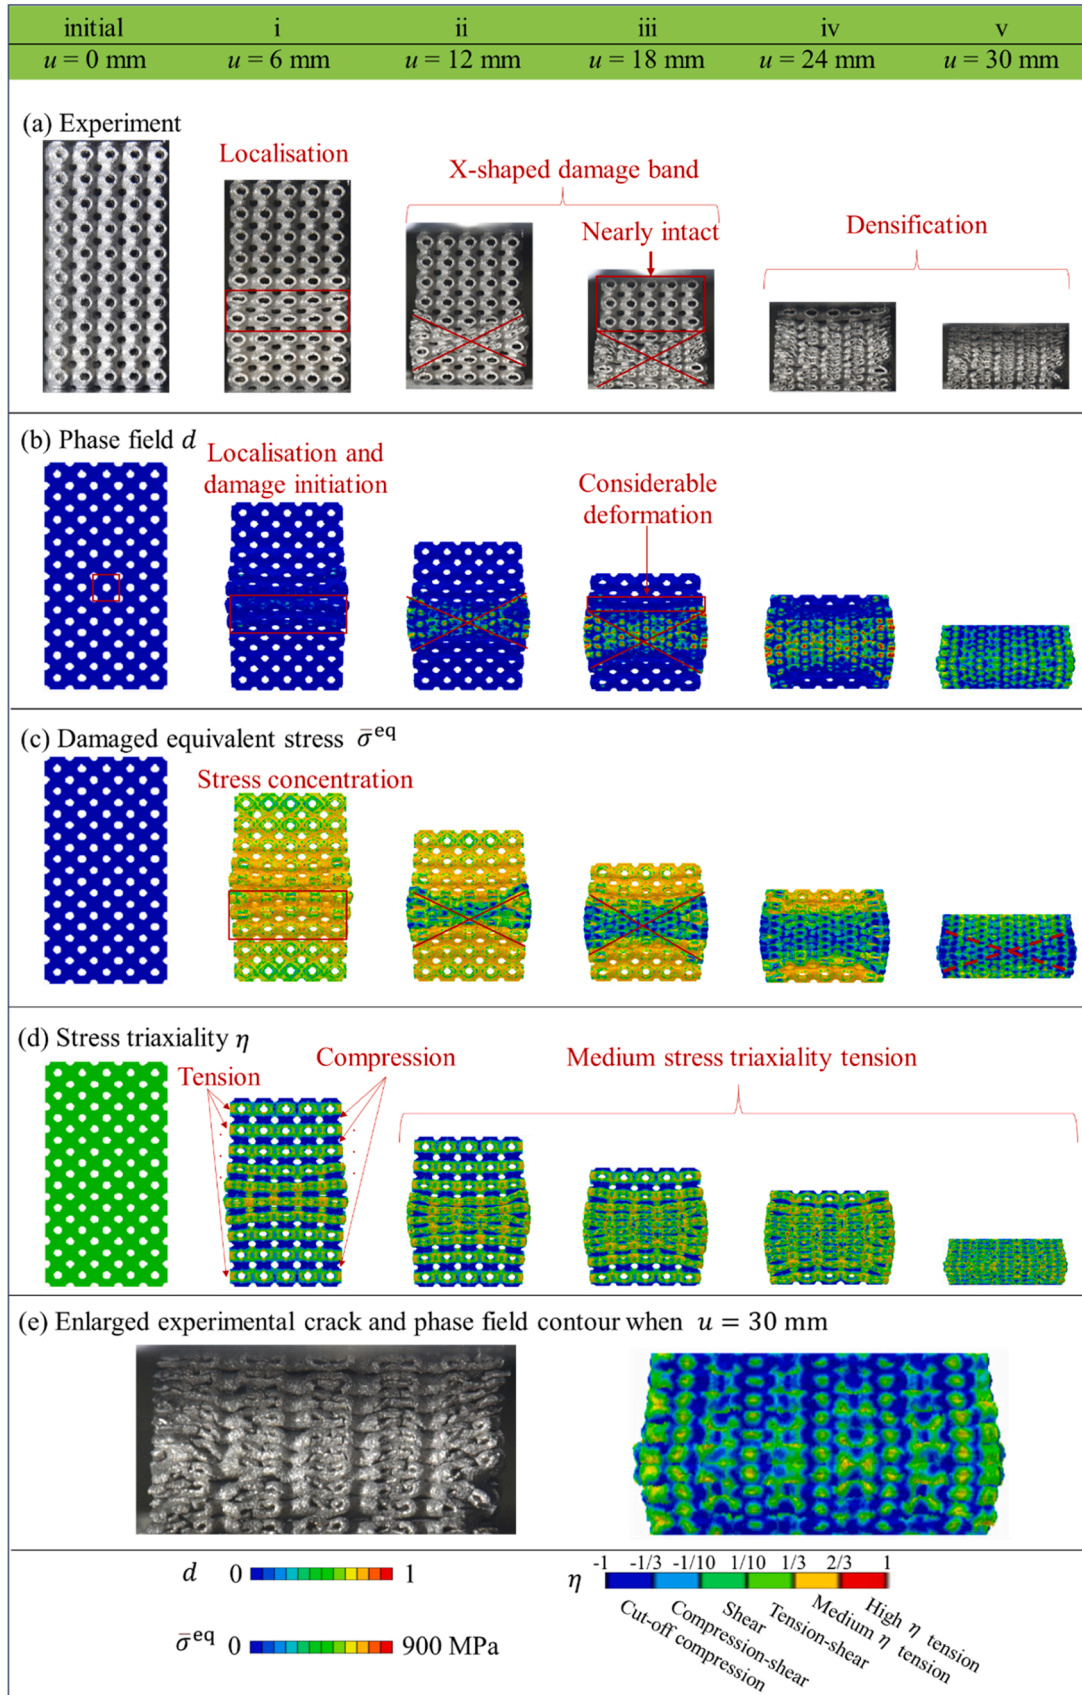 initial i ii iii iv v
u = 0 mm u = 6 mm u = 12 mm u = 18 mm u = 24 mm u = 30 mm
(a) Experiment
Localisation
X-shaped damage band
Nearly intact
Densification
(b) Phase field d
Localisation and
damage initiation
Considerable
deformation
(c) Damaged equivalent stress σ̄^eq
Stress concentration
(d) Stress triaxiality η
Tension
Compression
Medium stress triaxiality tension
(e) Enlarged experimental crack and phase field contour when u = 30 mm
d 0 1
σ̄^eq 0 900 MPa
η -1 -1/3 -1/10 1/10 1/3 2/3 1
Cut-off compression
Compression-shear
Shear
Tension-shear
Medium η tension
High η tension